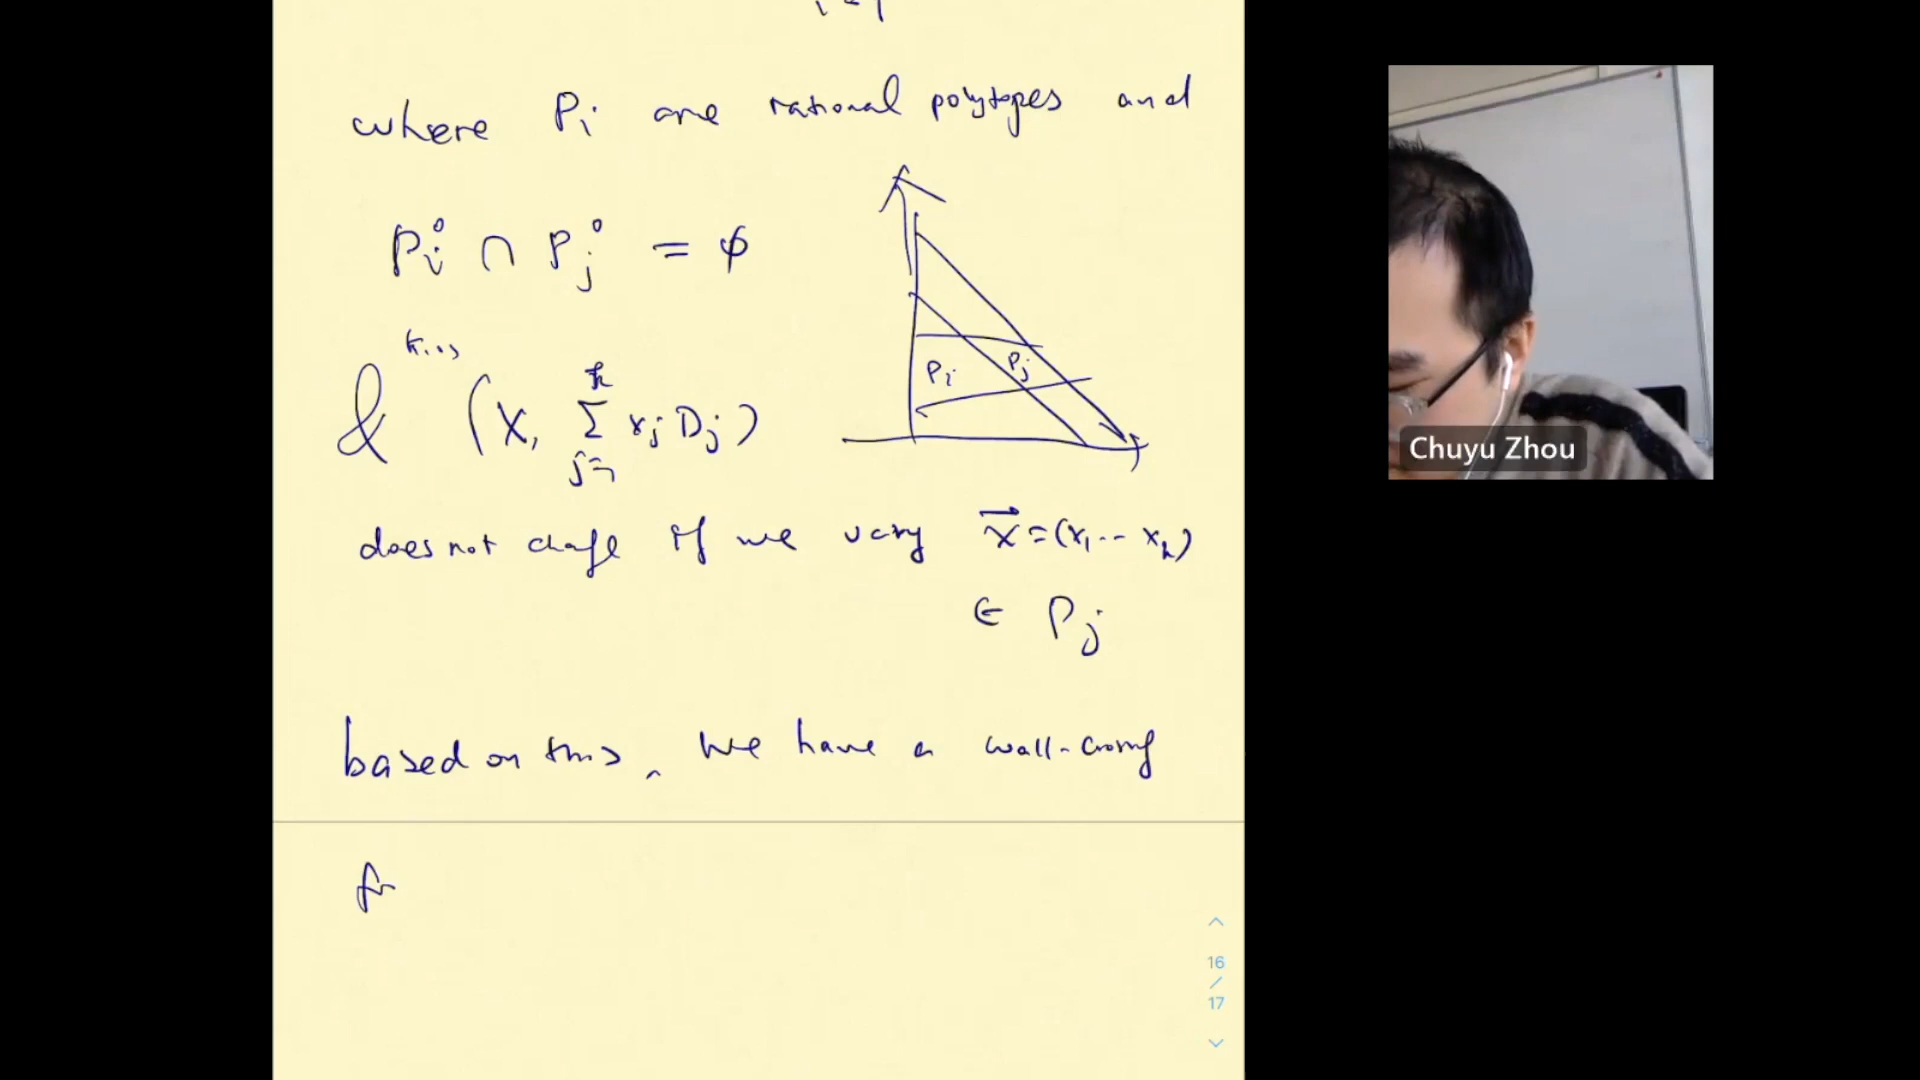 where Pᵢ are rational polytopes and
Pᵢ° ∩ Pⱼ° = ϕ
Pᵢ Pⱼ
& (X, Σ xⱼ Dⱼ)
does not change if we vary x⃗ = (x₁ ... xₖ)
∈ Pⱼ
based on this, we have a wall-crossing
Chuyu Zhou
16
/
17